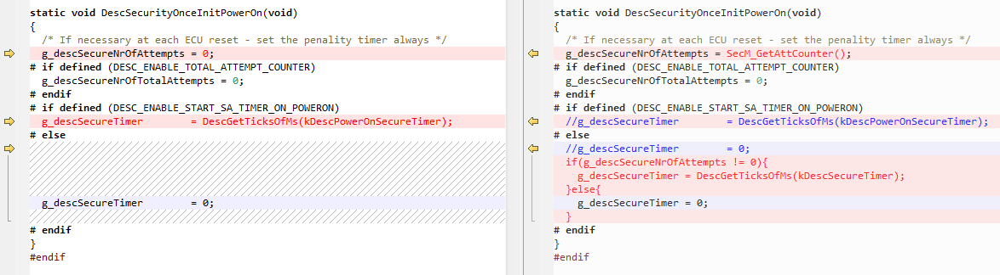 static void DescSecurityOnceInitPowerOn(void)
{
  /* If necessary at each ECU reset - set the penality timer always */
  g_descSecureNrOfAttempts = 0;
# if defined (DESC_ENABLE_TOTAL_ATTEMPT_COUNTER)
  g_descSecureNrOfTotalAttempts = 0;
# endif
# if defined (DESC_ENABLE_START_SA_TIMER_ON_POWERON)
  g_descSecureTimer        = DescGetTicksOfMs(kDescPowerOnSecureTimer);
# else
  g_descSecureTimer        = 0;
# endif
}
#endif
static void DescSecurityOnceInitPowerOn(void)
{
  /* If necessary at each ECU reset - set the penality timer always */
  g_descSecureNrOfAttempts = SecM_GetAttCounter();
# if defined (DESC_ENABLE_TOTAL_ATTEMPT_COUNTER)
  g_descSecureNrOfTotalAttempts = 0;
# endif
# if defined (DESC_ENABLE_START_SA_TIMER_ON_POWERON)
  //g_descSecureTimer        = DescGetTicksOfMs(kDescPowerOnSecureTimer);
# else
  //g_descSecureTimer        = 0;
  if(g_descSecureNrOfAttempts != 0){
    g_descSecureTimer = DescGetTicksOfMs(kDescSecureTimer);
  }else{
    g_descSecureTimer = 0;
  }
# endif
}
#endif